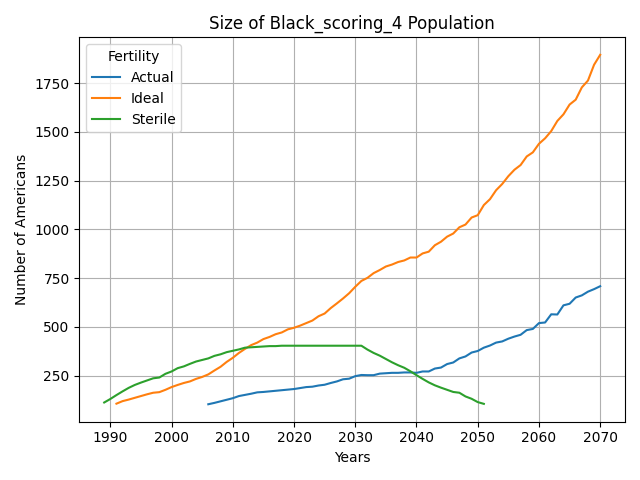 Size of Black_scoring_4 Population
Fertility
Actual
Ideal
Sterile
Number of Americans
1750
1500
1250
1000
750
500
250
1990 2000 2010 2020 2030 2040 2050 2060 2070
Years